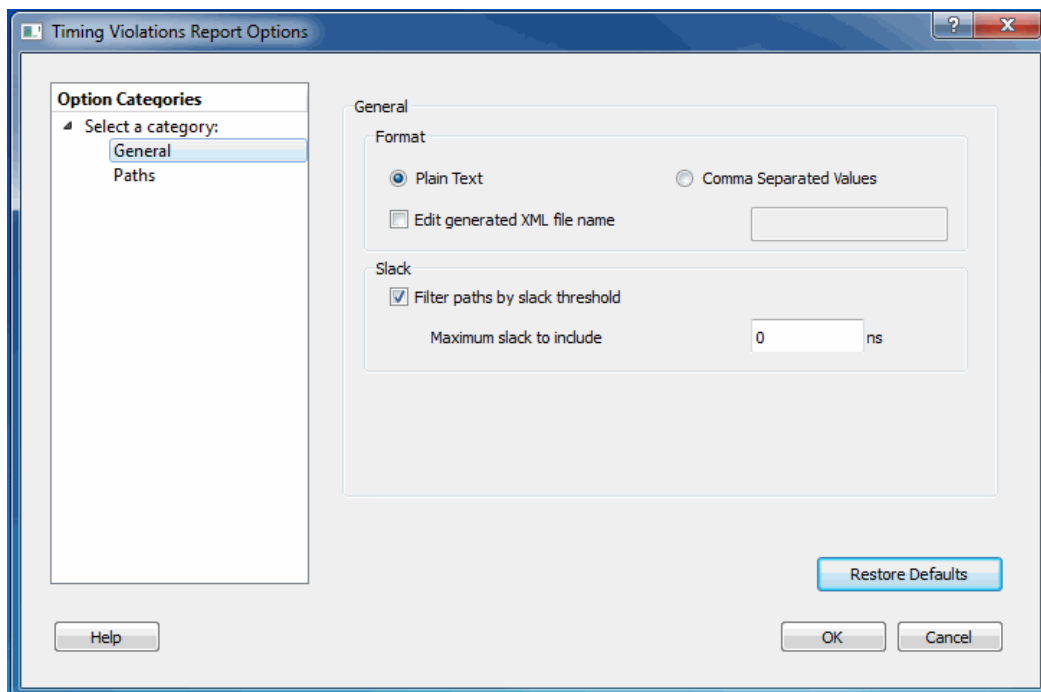 Timing Violations Report Options
?
Option Categories
Select a category:
General
Paths
General
Format
Plain Text
Comma Separated Values
Edit generated XML file name
Slack
Filter paths by slack threshold
Maximum slack to include 0 ns
Restore Defaults
Help
OK
Cancel